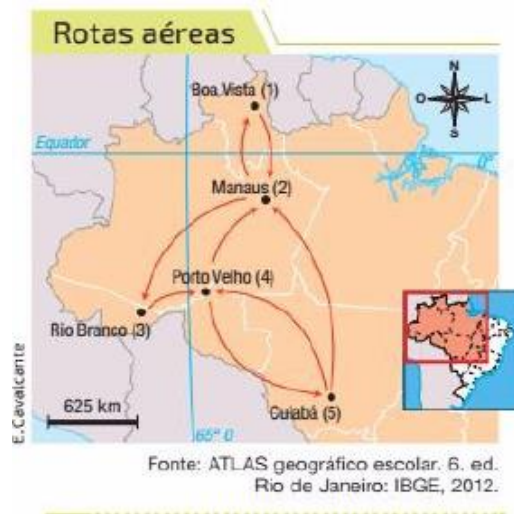 Rotas aéreas
Boa Vista (1)
N
O
L
S
Equador
0°
Manaus (2)
Porto Velho (4)
Rio Branco (3)
Cuiabá (5)
625 km
65° O
E.Cavalcante
Fonte: ATLAS geográfico escolar. 6. ed.
Rio de Janeiro: IBGE, 2012.